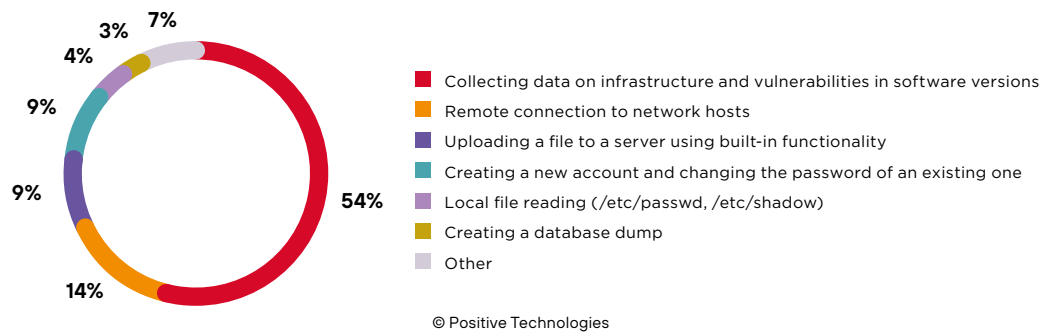 3%
7%
4%
9%
9%
14%
54%
Collecting data on infrastructure and vulnerabilities in software versions
Remote connection to network hosts
Uploading a file to a server using built-in functionality
Creating a new account and changing the password of an existing one
Local file reading (/etc/passwd, /etc/shadow)
Creating a database dump
Other
© Positive Technologies